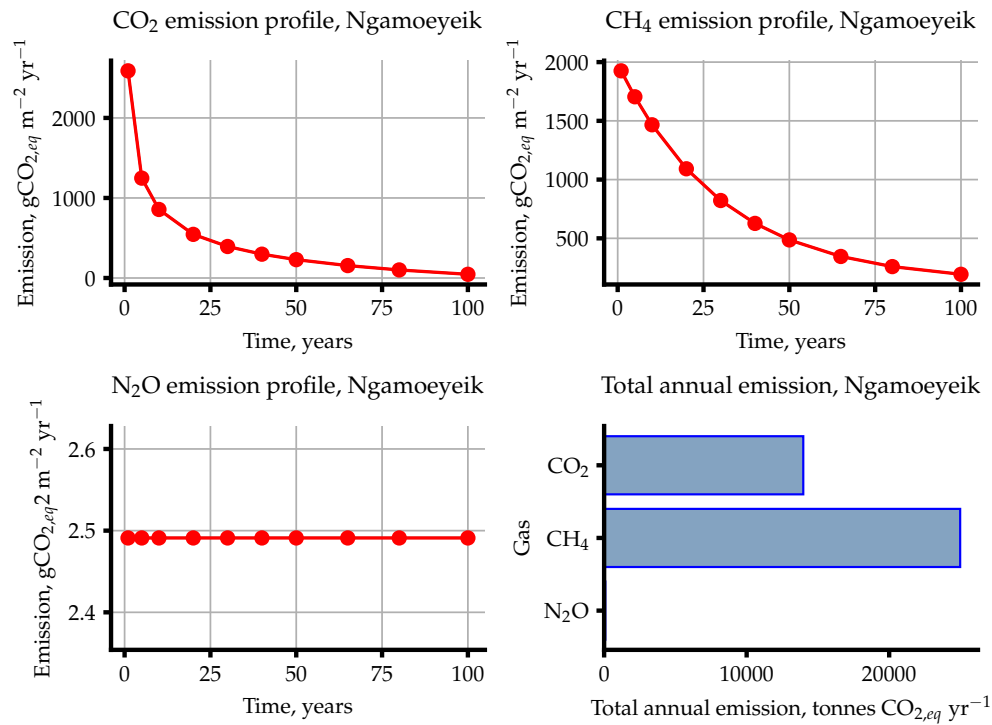 CO₂ emission profile, Ngamoeyeik
Emission, gCO₂,eq m⁻² yr⁻¹
2000
1000
0
0 25 50 75 100
Time, years
CH₄ emission profile, Ngamoeyeik
Emission, gCO₂,eq m⁻² yr⁻¹
2000
1500
1000
500
0 25 50 75 100
Time, years
N₂O emission profile, Ngamoeyeik
Emission, gCO₂,eq2 m⁻² yr⁻¹
2.6
2.5
2.4
0 25 50 75 100
Time, years
Total annual emission, Ngamoeyeik
Gas
CO₂
CH₄
N₂O
0 10000 20000
Total annual emission, tonnes CO₂,eq yr⁻¹